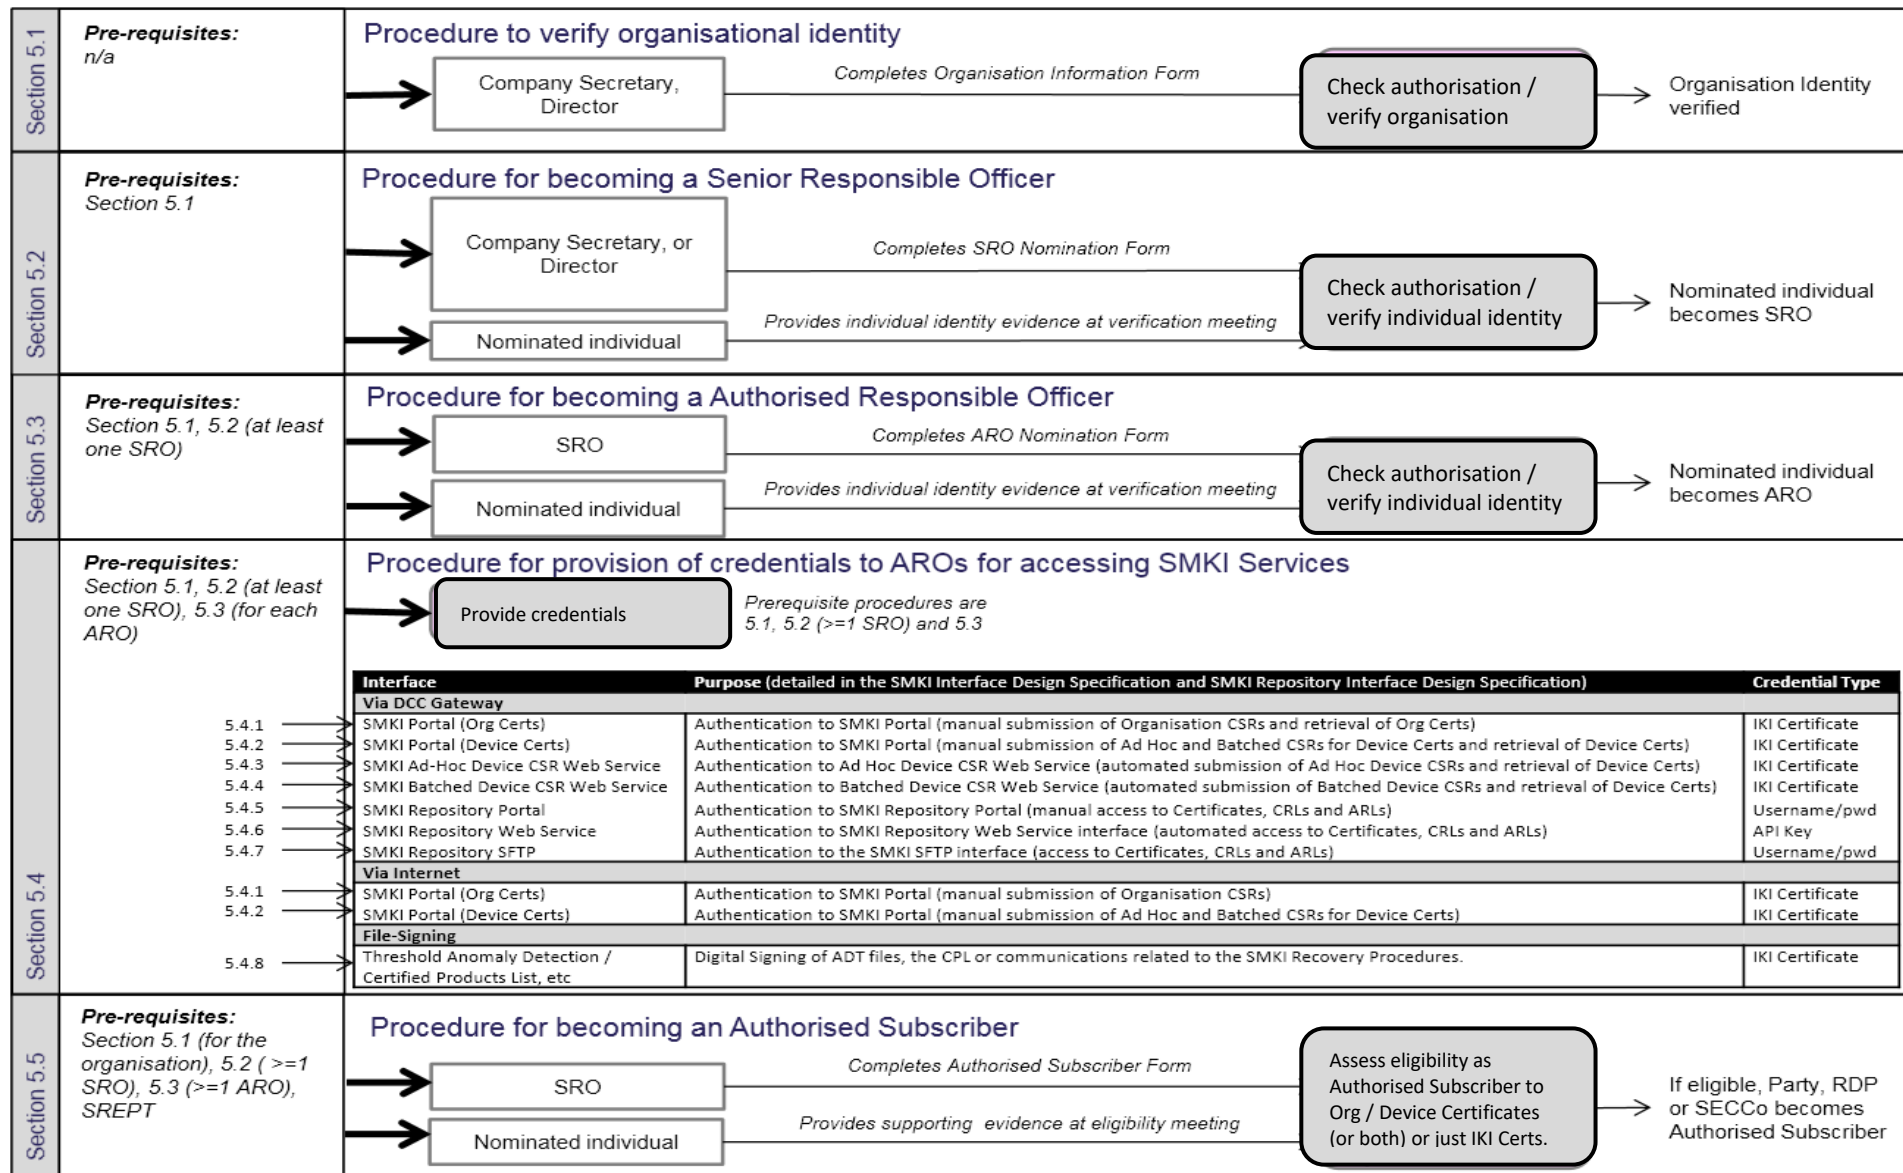 Section 5.1
Pre-requisites:
n/a
Procedure to verify organisational identity
Company Secretary,
Director
Completes Organisation Information Form
Check authorisation /
verify organisation
Organisation Identity
verified
Section 5.2
Pre-requisites:
Section 5.1
Procedure for becoming a Senior Responsible Officer
Company Secretary, or
Director
Completes SRO Nomination Form
Nominated individual
Provides individual identity evidence at verification meeting
Check authorisation /
verify individual identity
Nominated individual
becomes SRO
Section 5.3
Pre-requisites:
Section 5.1, 5.2 (at least
one SRO)
Procedure for becoming a Authorised Responsible Officer
SRO
Completes ARO Nomination Form
Nominated individual
Provides individual identity evidence at verification meeting
Check authorisation /
verify individual identity
Nominated individual
becomes ARO
Section 5.4
Pre-requisites:
Section 5.1, 5.2 (at least
one SRO), 5.3 (for each
ARO)
Procedure for provision of credentials to AROs for accessing SMKI Services
Provide credentials
Prerequisite procedures are
5.1, 5.2 (>=1 SRO) and 5.3
Interface Purpose (detailed in the SMKI Interface Design Specification and SMKI Repository Interface Design Specification) Credential Type
Via DCC Gateway
5.4.1 SMKI Portal (Org Certs) Authentication to SMKI Portal (manual submission of Organisation CSRs and retrieval of Org Certs) IKI Certificate
5.4.2 SMKI Portal (Device Certs) Authentication to SMKI Portal (manual submission of Ad Hoc and Batched CSRs for Device Certs and retrieval of Device Certs) IKI Certificate
5.4.3 SMKI Ad-Hoc Device CSR Web Service Authentication to Ad Hoc Device CSR Web Service (automated submission of Ad Hoc Device CSRs and retrieval of Device Certs) IKI Certificate
5.4.4 SMKI Batched Device CSR Web Service Authentication to Batched Device CSR Web Service (automated submission of Batched Device CSRs and retrieval of Device Certs) IKI Certificate
5.4.5 SMKI Repository Portal Authentication to SMKI Repository Portal (manual access to Certificates, CRLs and ARLs) Username/pwd
5.4.6 SMKI Repository Web Service Authentication to SMKI Repository Web Service interface (automated access to Certificates, CRLs and ARLs) API Key
5.4.7 SMKI Repository SFTP Authentication to the SMKI SFTP interface (access to Certificates, CRLs and ARLs) Username/pwd
Via Internet
5.4.1 SMKI Portal (Org Certs) Authentication to SMKI Portal (manual submission of Organisation CSRs) IKI Certificate
5.4.2 SMKI Portal (Device Certs) Authentication to SMKI Portal (manual submission of Ad Hoc and Batched CSRs for Device Certs) IKI Certificate
File-Signing
5.4.8 Threshold Anomaly Detection / Digital Signing of ADT files, the CPL or communications related to the SMKI Recovery Procedures. IKI Certificate
Certified Products List, etc
Section 5.5
Pre-requisites:
Section 5.1 (for the
organisation), 5.2 ( >=1
SRO), 5.3 (>=1 ARO),
SREPT
Procedure for becoming an Authorised Subscriber
SRO
Completes Authorised Subscriber Form
Nominated individual
Provides supporting evidence at eligibility meeting
Assess eligibility as
Authorised Subscriber to
Org / Device Certificates
(or both) or just IKI Certs.
If eligible, Party, RDP
or SECCo becomes
Authorised Subscriber